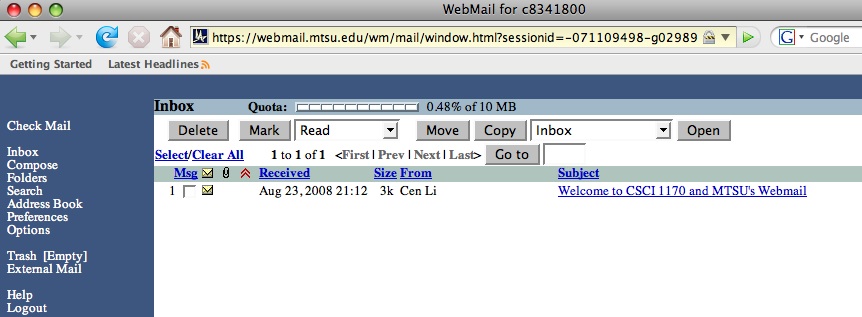 WebMail for c8341800
https://webmail.mtsu.edu/wm/mail/window.html?sessionid=-071109498-g02989
G Google
Getting Started Latest Headlines
Inbox Quota: 0.48% of 10 MB
Check Mail
Delete Mark Read Move Copy Inbox Open
Inbox
Select/Clear All 1 to 1 of 1 <First | Prev | Next | Last> Go to
Compose
Folders
Msg Received Size From Subject
Search
1 Aug 23, 2008 21:12 3k Cen Li Welcome to CSCI 1170 and MTSU's Webmail
Address Book
Preferences
Options
Trash [Empty]
External Mail
Help
Logout